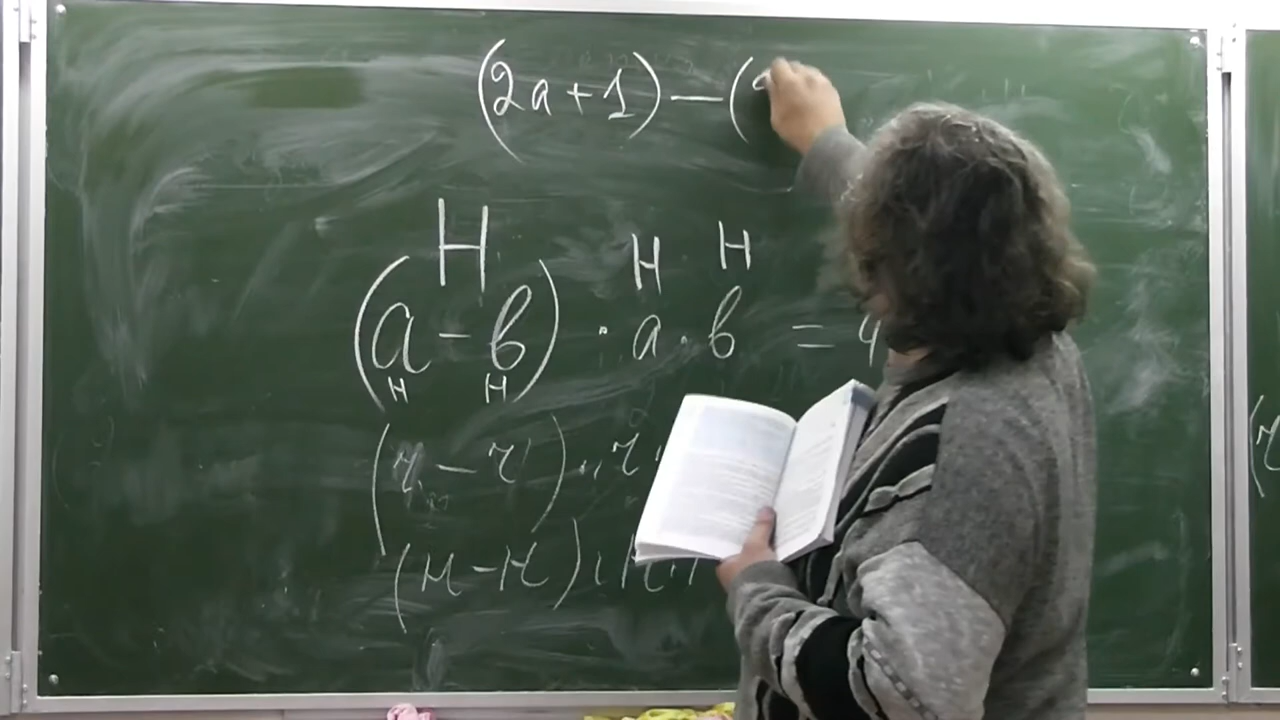 (2a+1)—(
Н Н Н
(а-в)·а·в = 4
н н
(ч-ч)·ч
(н-н)·н